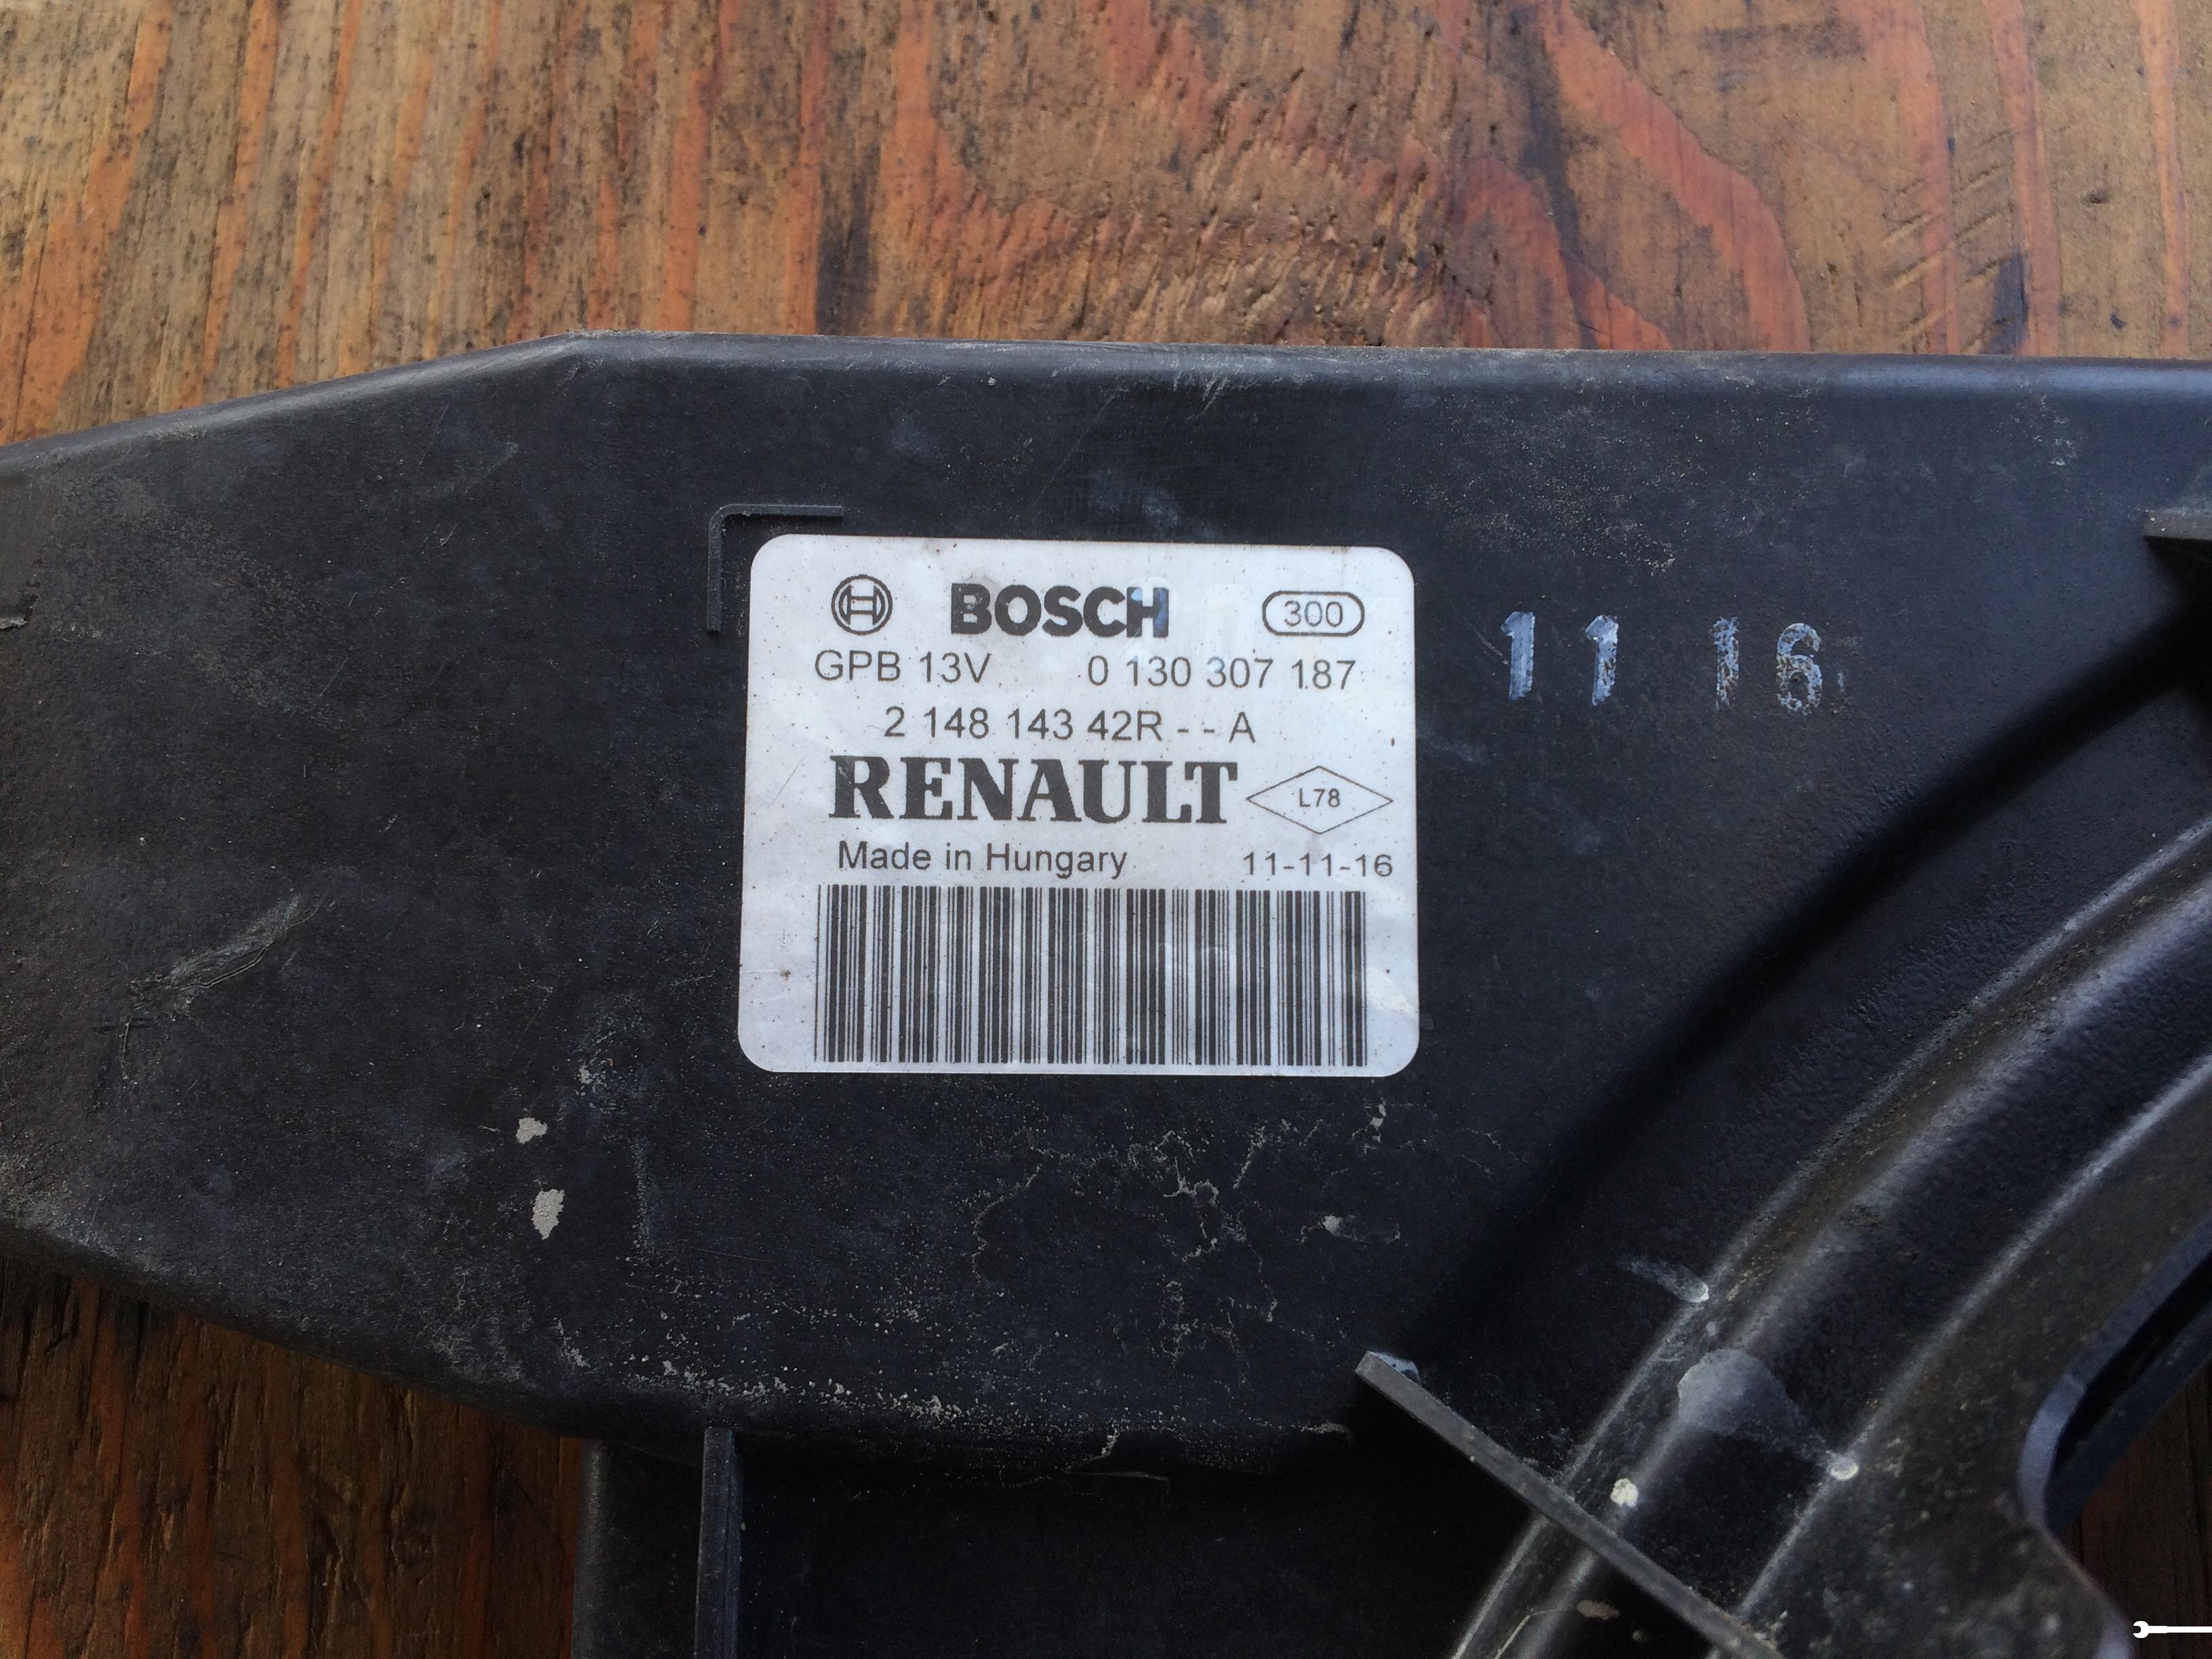 BOSCH 300
GPB 13V 0 130 307 187
2 148 143 42R - - A
RENAULT L78
Made in Hungary 11-11-16
11 16